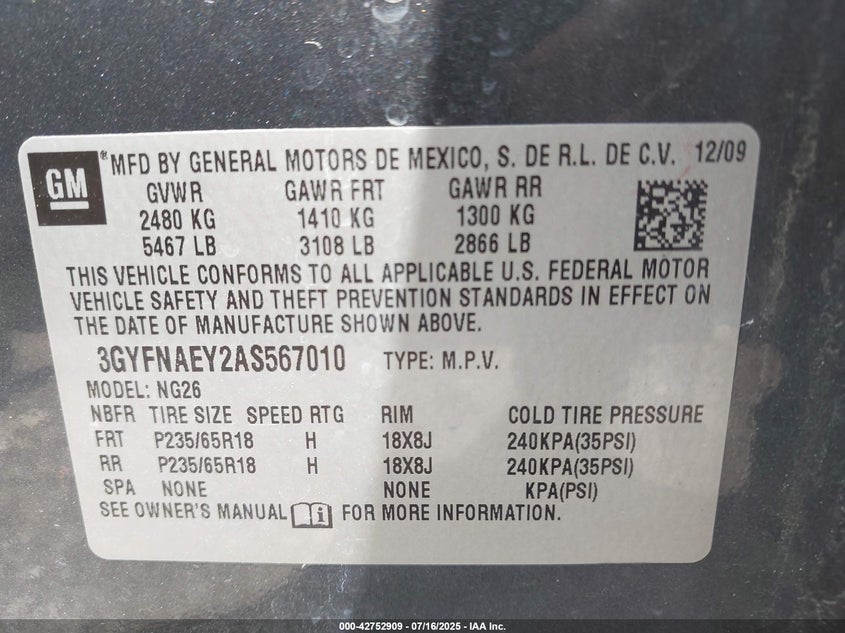 GM ® MFD BY GENERAL MOTORS DE MEXICO, S. DE R.L. DE C.V. 12/09
GVWR GAWR FRT GAWR RR
2480 KG 1410 KG 1300 KG
5467 LB 3108 LB 2866 LB
THIS VEHICLE CONFORMS TO ALL APPLICABLE U.S. FEDERAL MOTOR
VEHICLE SAFETY AND THEFT PREVENTION STANDARDS IN EFFECT ON
THE DATE OF MANUFACTURE SHOWN ABOVE.
3GYFNAEY2AS567010 TYPE: M.P.V.
MODEL: NG26
NBFR TIRE SIZE SPEED RTG RIM COLD TIRE PRESSURE
FRT P235/65R18 H 18X8J 240KPA(35PSI)
RR P235/65R18 H 18X8J 240KPA(35PSI)
SPA NONE NONE KPA(PSI)
SEE OWNER'S MANUAL i FOR MORE INFORMATION.
000-42752909 - 07/16/2025 - IAA Inc.